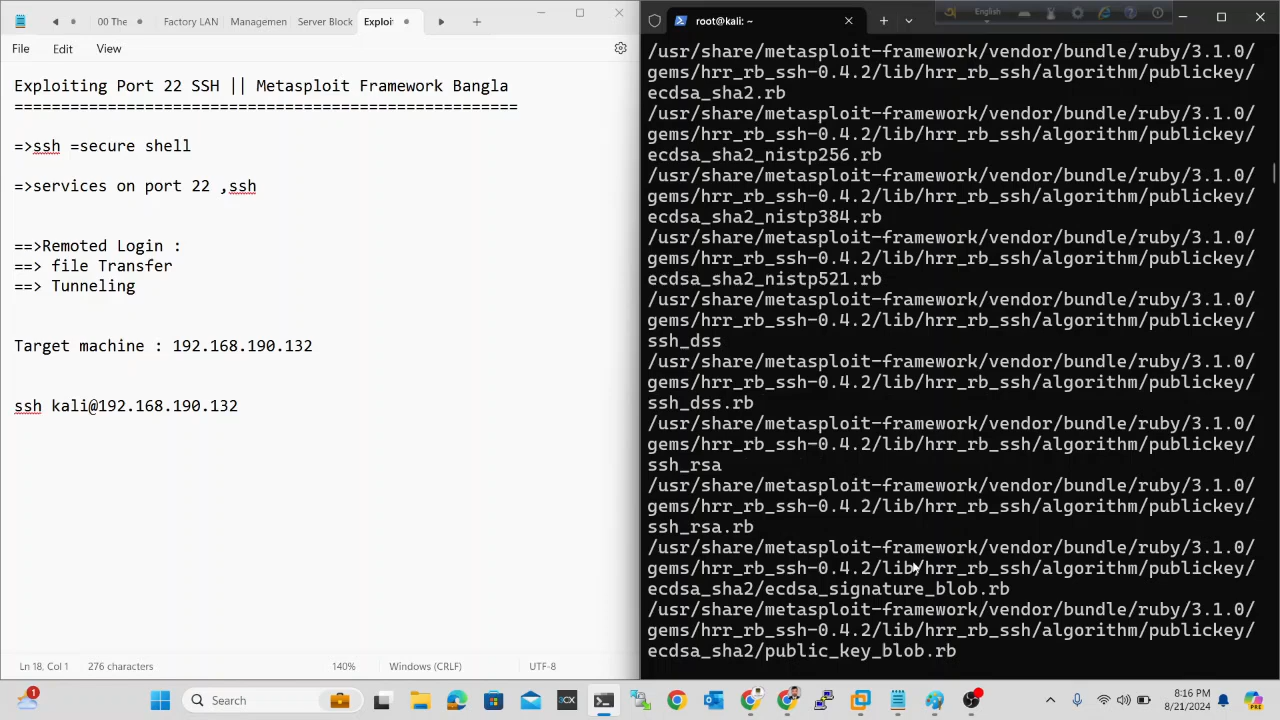 00 The
Factory LAN
Management
Server Block
Exploi
root@kali: ~
English
File
Edit
View
Exploiting Port 22 SSH || Metasploit Framework Bangla
======================================================
=>ssh =secure shell
=>services on port 22 ,ssh
==>Remoted Login :
==> file Transfer
==> Tunneling
Target machine : 192.168.190.132
ssh kali@192.168.190.132
Ln 18, Col 1
276 characters
140%
Windows (CRLF)
UTF-8
/usr/share/metasploit-framework/vendor/bundle/ruby/3.1.0/
gems/hrr_rb_ssh-0.4.2/lib/hrr_rb_ssh/algorithm/publickey/
ecdsa_sha2.rb
/usr/share/metasploit-framework/vendor/bundle/ruby/3.1.0/
gems/hrr_rb_ssh-0.4.2/lib/hrr_rb_ssh/algorithm/publickey/
ecdsa_sha2_nistp256.rb
/usr/share/metasploit-framework/vendor/bundle/ruby/3.1.0/
gems/hrr_rb_ssh-0.4.2/lib/hrr_rb_ssh/algorithm/publickey/
ecdsa_sha2_nistp384.rb
/usr/share/metasploit-framework/vendor/bundle/ruby/3.1.0/
gems/hrr_rb_ssh-0.4.2/lib/hrr_rb_ssh/algorithm/publickey/
ecdsa_sha2_nistp521.rb
/usr/share/metasploit-framework/vendor/bundle/ruby/3.1.0/
gems/hrr_rb_ssh-0.4.2/lib/hrr_rb_ssh/algorithm/publickey/
ssh_dss
/usr/share/metasploit-framework/vendor/bundle/ruby/3.1.0/
gems/hrr_rb_ssh-0.4.2/lib/hrr_rb_ssh/algorithm/publickey/
ssh_dss.rb
/usr/share/metasploit-framework/vendor/bundle/ruby/3.1.0/
gems/hrr_rb_ssh-0.4.2/lib/hrr_rb_ssh/algorithm/publickey/
ssh_rsa
/usr/share/metasploit-framework/vendor/bundle/ruby/3.1.0/
gems/hrr_rb_ssh-0.4.2/lib/hrr_rb_ssh/algorithm/publickey/
ssh_rsa.rb
/usr/share/metasploit-framework/vendor/bundle/ruby/3.1.0/
gems/hrr_rb_ssh-0.4.2/lib/hrr_rb_ssh/algorithm/publickey/
ecdsa_sha2/ecdsa_signature_blob.rb
/usr/share/metasploit-framework/vendor/bundle/ruby/3.1.0/
gems/hrr_rb_ssh-0.4.2/lib/hrr_rb_ssh/algorithm/publickey/
ecdsa_sha2/public_key_blob.rb
1
Search
3CX
8:16 PM
8/21/2024
PRE